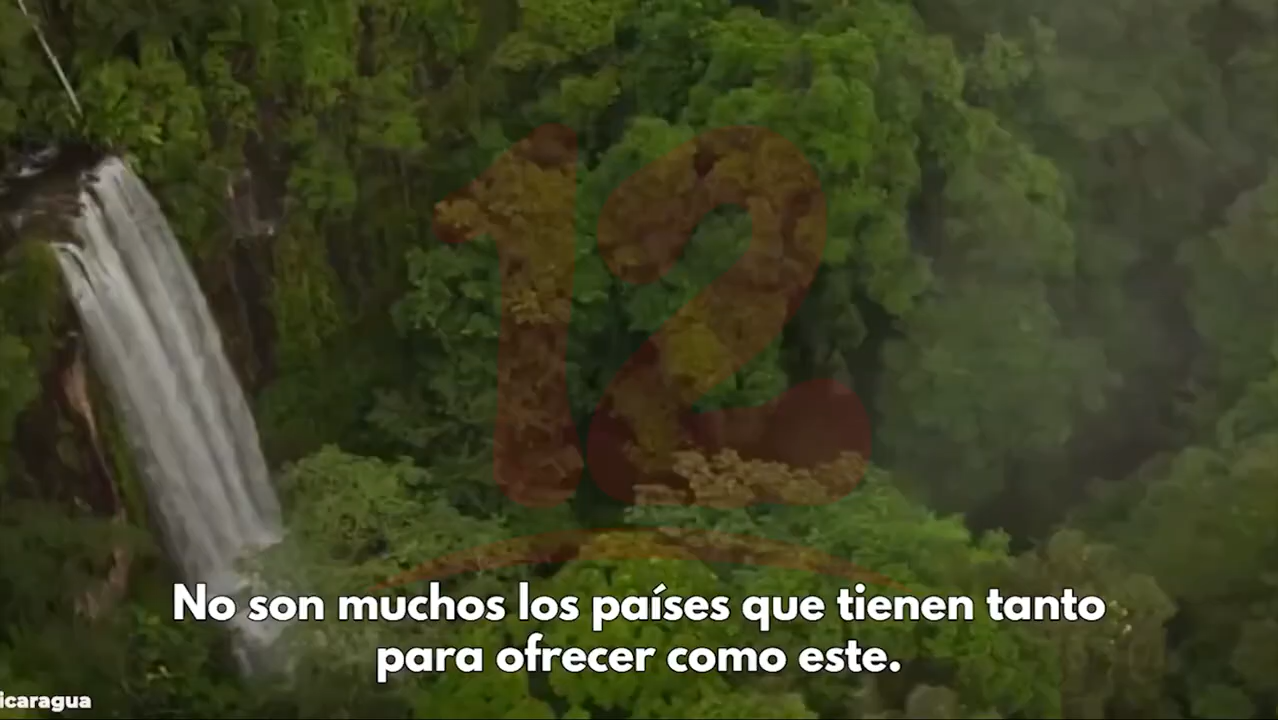 12
No son muchos los países que tienen tanto
para ofrecer como este.
icaragua